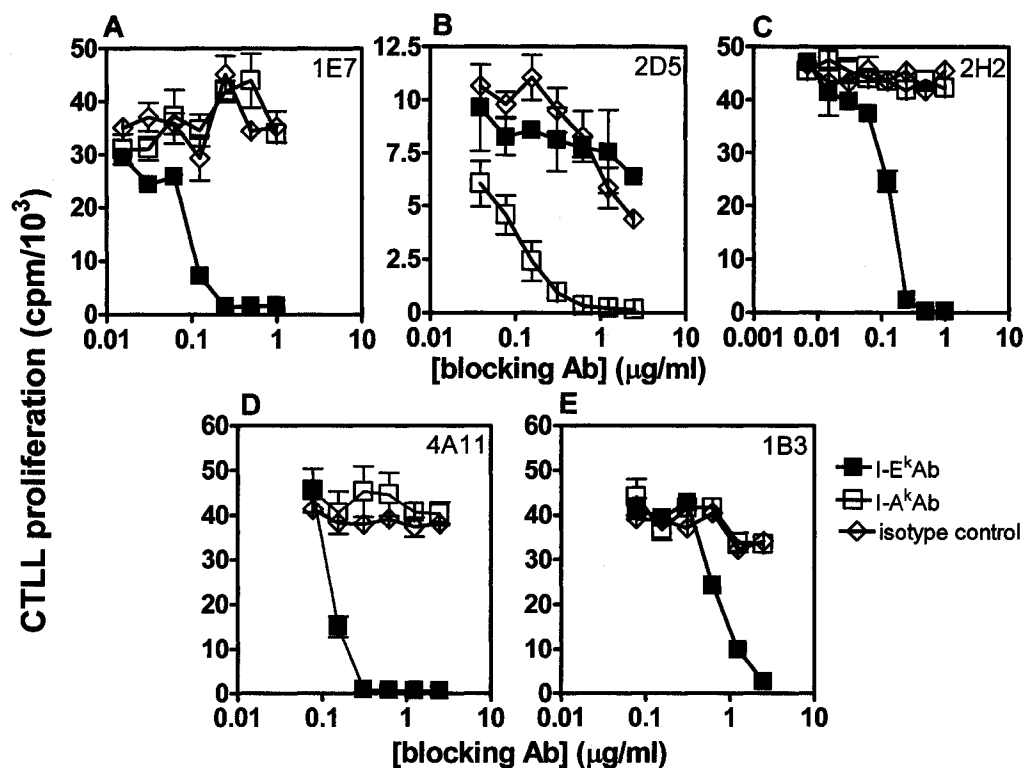 A
B
C
1E7
2D5
2H2
50
40
30
20
10
0
0.01 0.1 1 10
12.5
10.0
7.5
5
2.5
0
0.01 0.1 1 10
50
40
30
20
10
0
0.001 0.01 0.1 1 10
[blocking Ab] (µg/ml)
CTLL proliferation (cpm/10³)
D
E
4A11
1B3
60
50
40
30
20
10
0
0.01 0.1 1 10
60
50
40
30
20
10
0
0.01 0.1 1 10
[blocking Ab] (µg/ml)
I-EᵏAb
I-AᵏAb
isotype control